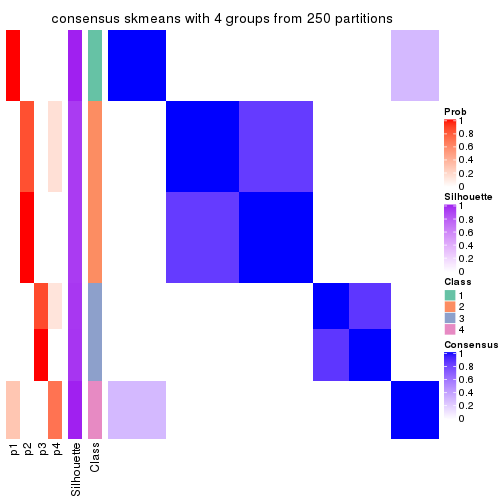 consensus skmeans with 4 groups from 250 partitions
Prob
1
0.8
0.6
0.4
0.2
0
Silhouette
1
0.8
0.6
0.4
0.2
0
Class
1
2
3
4
Consensus
1
0.8
0.6
0.4
0.2
0
p1
p2
p3
p4
Silhouette
Class